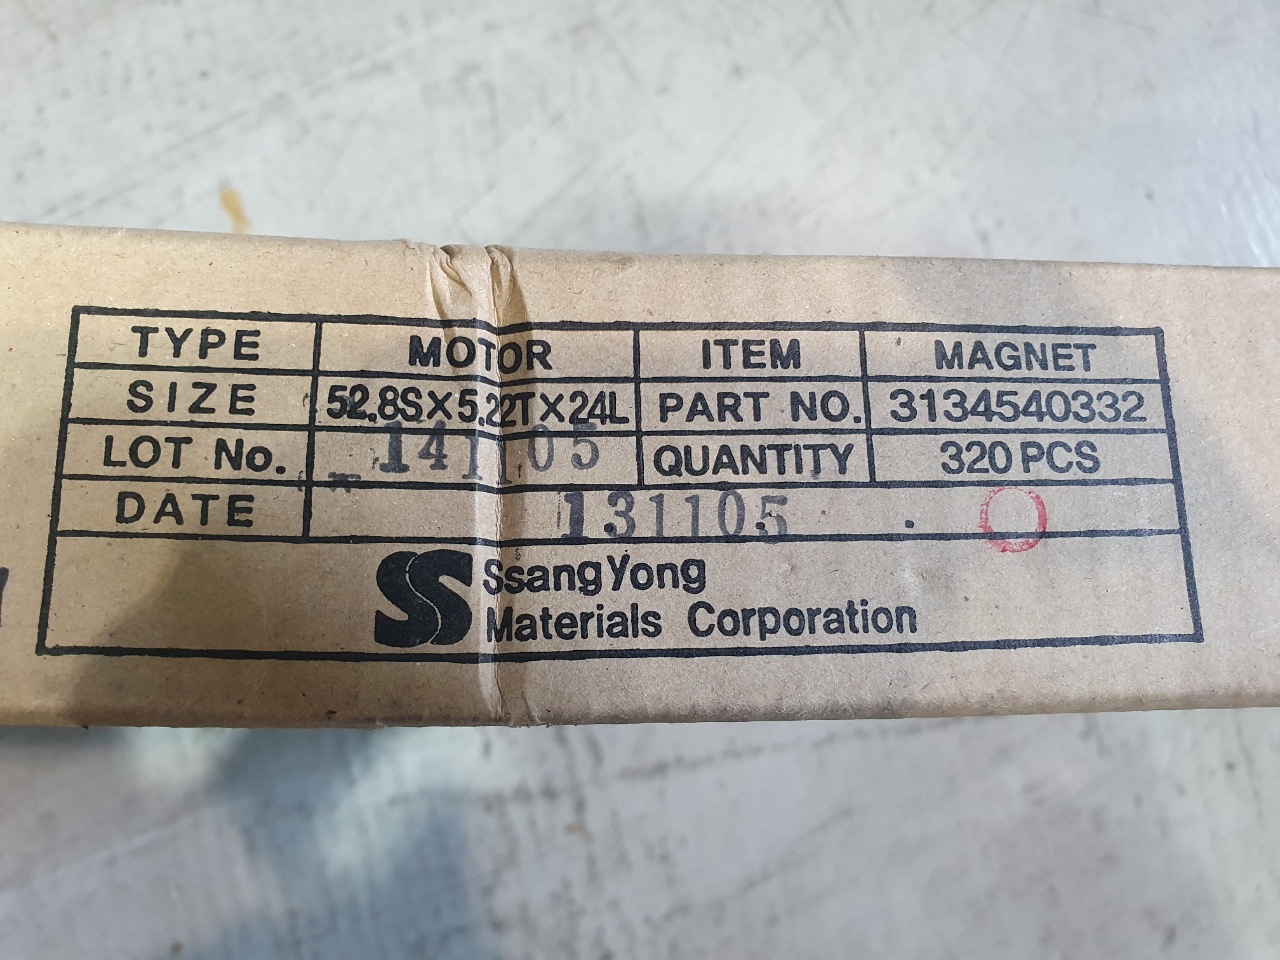 TYPE MOTOR ITEM MAGNET
SIZE 52.8S×5.22T×24L PART NO. 3134540332
LOT No. 141105 QUANTITY 320 PCS
DATE 131105
SS SsangYong
Materials Corporation